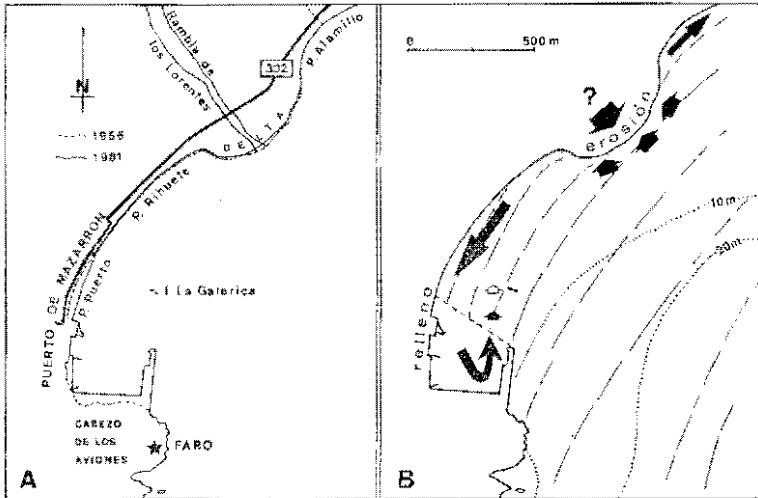 Rambla de
los Lorentes
332
P. Alamillo
N
1956
1981
DELTA
P. Rihuete
PUERTO DE MAZARRON
P. Puerto
I. La Galerica
CABEZO
DE LOS
AVIONES
FARO
A
0 500 m
?
erosión
10m
20m
relleno
B